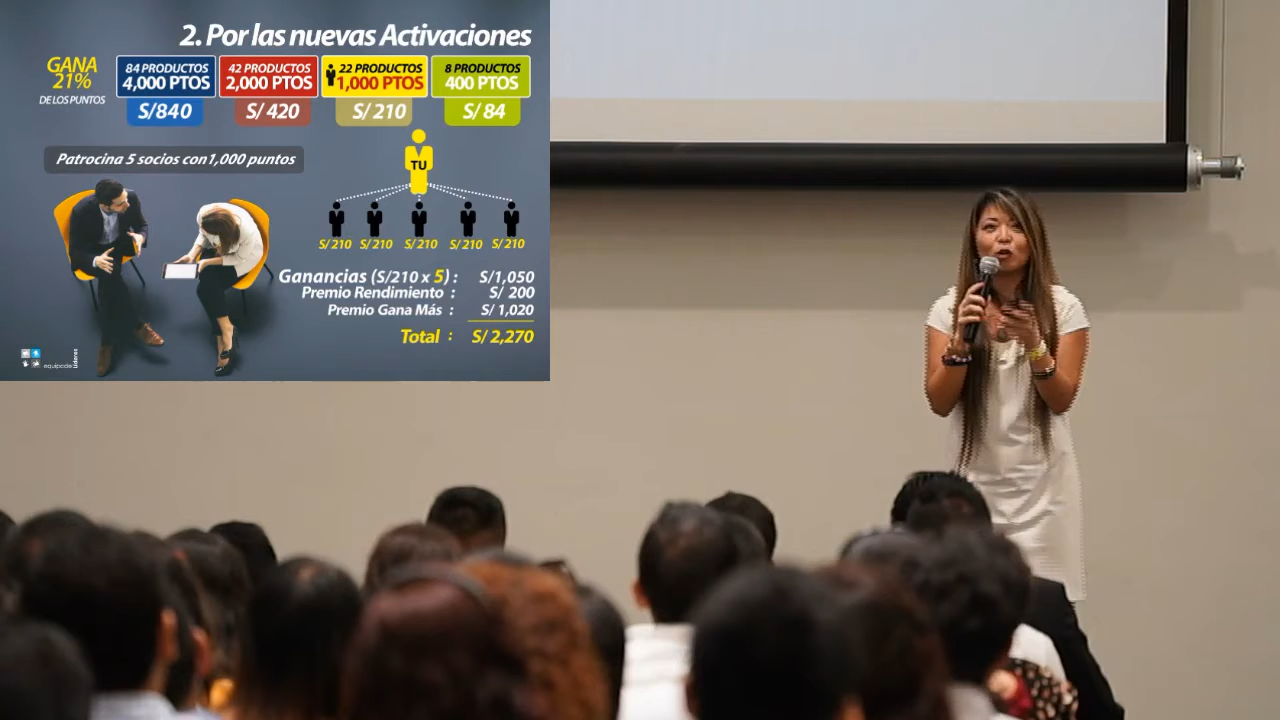 2. Por las nuevas Activaciones
GANA
21%
DE LOS PUNTOS
84 PRODUCTOS
4,000 PTOS
S/840
42 PRODUCTOS
2,000 PTOS
S/ 420
22 PRODUCTOS
1,000 PTOS
S/ 210
8 PRODUCTOS
400 PTOS
S/ 84
Patrocina 5 socios con 1,000 puntos
TU
S/ 210 S/ 210 S/ 210 S/ 210 S/ 210
Ganancias (S/210 x 5) : S/1,050
Premio Rendimiento : S/ 200
Premio Gana Más : S/ 1,020
Total : S/ 2,270
equipode Líderes